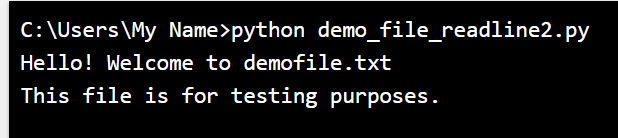 C:\Users\My Name>python demo_file_readline2.py
Hello! Welcome to demofile.txt
This file is for testing purposes.